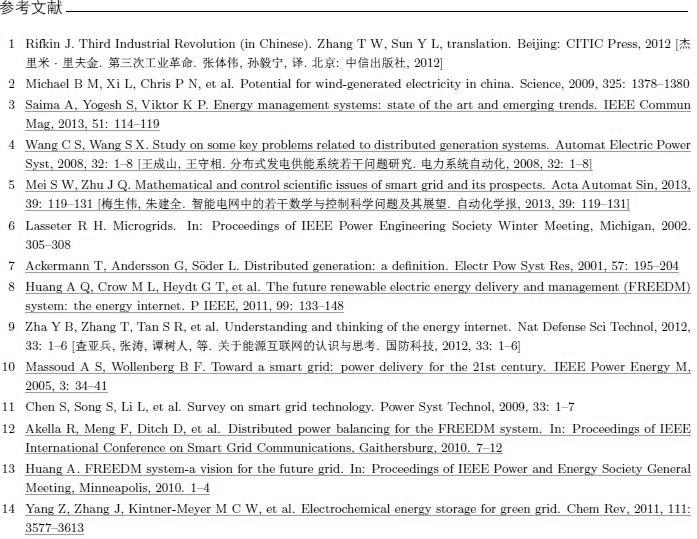 参考文献
1 Rifkin J. Third Industrial Revolution (in Chinese). Zhang T W, Sun Y L, translation. Beijing: CITIC Press, 2012 [杰
里米 · 里夫金. 第三次工业革命. 张体伟, 孙毅宁, 译. 北京: 中信出版社, 2012]
2 Michael B M, Xi L, Chris P N, et al. Potential for wind-generated electricity in china. Science, 2009, 325: 1378–1380
3 Saima A, Yogesh S, Viktor K P. Energy management systems: state of the art and emerging trends. IEEE Commun
Mag, 2013, 51: 114–119
4 Wang C S, Wang S X. Study on some key problems related to distributed generation systems. Automat Electric Power
Syst, 2008, 32: 1–8 [王成山, 王守相. 分布式发电供能系统若干问题研究. 电力系统自动化, 2008, 32: 1–8]
5 Mei S W, Zhu J Q. Mathematical and control scientific issues of smart grid and its prospects. Acta Automat Sin, 2013,
39: 119–131 [梅生伟, 朱建全. 智能电网中的若干数学与控制科学问题及其展望. 自动化学报, 2013, 39: 119–131]
6 Lasseter R H. Microgrids. In: Proceedings of IEEE Power Engineering Society Winter Meeting, Michigan, 2002.
305–308
7 Ackermann T, Andersson G, Söder L. Distributed generation: a definition. Electr Pow Syst Res, 2001, 57: 195–204
8 Huang A Q, Crow M L, Heydt G T, et al. The future renewable electric energy delivery and management (FREEDM)
system: the energy internet. P IEEE, 2011, 99: 133–148
9 Zha Y B, Zhang T, Tan S R, et al. Understanding and thinking of the energy internet. Nat Defense Sci Technol, 2012,
33: 1–6 [查亚兵, 张涛, 谭树人, 等. 关于能源互联网的认识与思考. 国防科技, 2012, 33: 1–6]
10 Massoud A S, Wollenberg B F. Toward a smart grid: power delivery for the 21st century. IEEE Power Energy M,
2005, 3: 34–41
11 Chen S, Song S, Li L, et al. Survey on smart grid technology. Power Syst Technol, 2009, 33: 1–7
12 Akella R, Meng F, Ditch D, et al. Distributed power balancing for the FREEDM system. In: Proceedings of IEEE
International Conference on Smart Grid Communications, Gaithersburg, 2010. 7–12
13 Huang A. FREEDM system-a vision for the future grid. In: Proceedings of IEEE Power and Energy Society General
Meeting, Minneapolis, 2010. 1–4
14 Yang Z, Zhang J, Kintner-Meyer M C W, et al. Electrochemical energy storage for green grid. Chem Rev, 2011, 111:
3577–3613